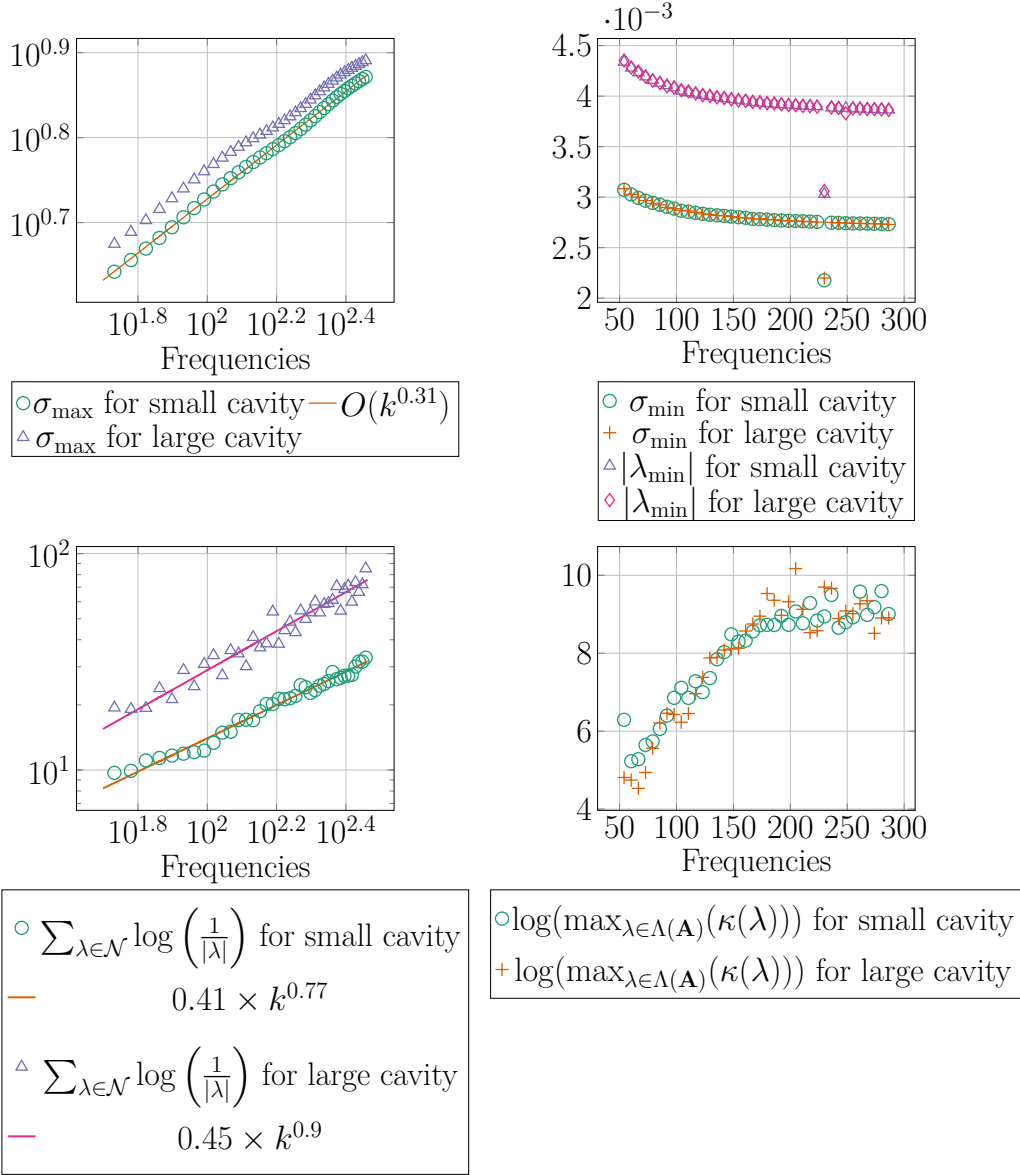 10^0.9
10^0.8
10^0.7
10^1.8 10^2 10^2.2 10^2.4
Frequencies
σ_max for small cavity O(k^0.31)
σ_max for large cavity
·10^−3
4.5
4
3.5
3
2.5
2
50 100 150 200 250 300
Frequencies
σ_min for small cavity
σ_min for large cavity
|λ_min| for small cavity
|λ_min| for large cavity
10^2
10^1
10^1.8 10^2 10^2.2 10^2.4
Frequencies
∑_λ∈𝒩 log (1/|λ|) for small cavity
0.41 × k^0.77
∑_λ∈𝒩 log (1/|λ|) for large cavity
0.45 × k^0.9
10
8
6
4
50 100 150 200 250 300
Frequencies
log(max_λ∈Λ(𝐀)(κ(λ))) for small cavity
log(max_λ∈Λ(𝐀)(κ(λ))) for large cavity